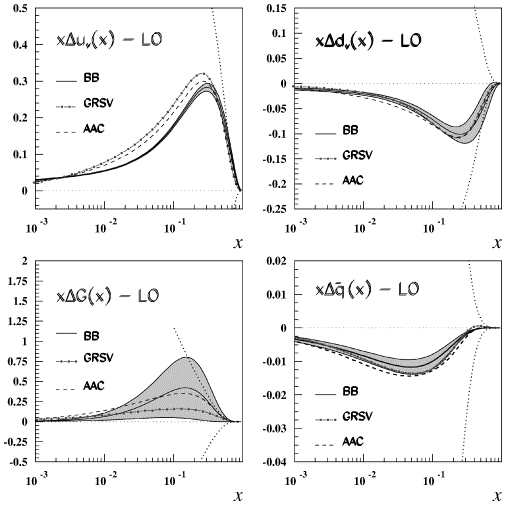 xΔu_v(x) – LO
0.5
0.4
0.3
0.2
0.1
0
BB
GRSV
AAC
10^-3
10^-2
10^-1
x
xΔd_v(x) – LO
0.15
0.1
0.05
0
-0.05
-0.1
-0.15
-0.2
-0.25
BB
GRSV
AAC
10^-3
10^-2
10^-1
x
xΔG(x) – LO
2
1.75
1.5
1.25
1
0.75
0.5
0.25
0
-0.25
-0.5
BB
GRSV
AAC
10^-3
10^-2
10^-1
x
xΔq̄(x) – LO
0.02
0.01
0
-0.01
-0.02
-0.03
-0.04
BB
GRSV
AAC
10^-3
10^-2
10^-1
x